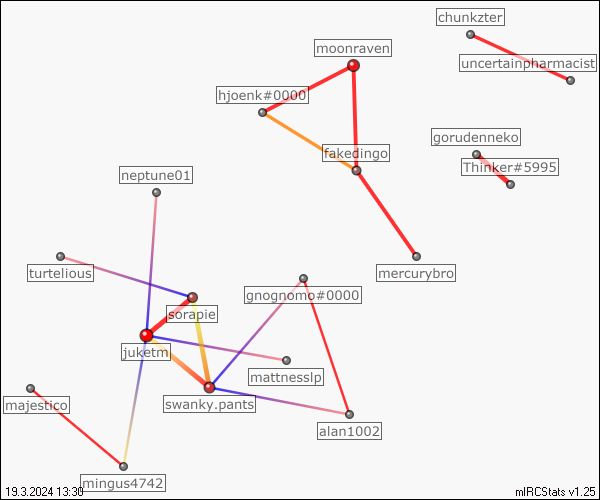 chunkzter
moonraven
uncertainpharmacist
hjoenk#0000
gorudenneko
fakedingo
Thinker#5995
neptune01
turtelious
mercurybro
gnognomo#0000
sorapie
juketm
mattnesslp
majestico
swanky.pants
alan1002
mingus4742
19.3.2024 13:30
mIRCStats v1.25